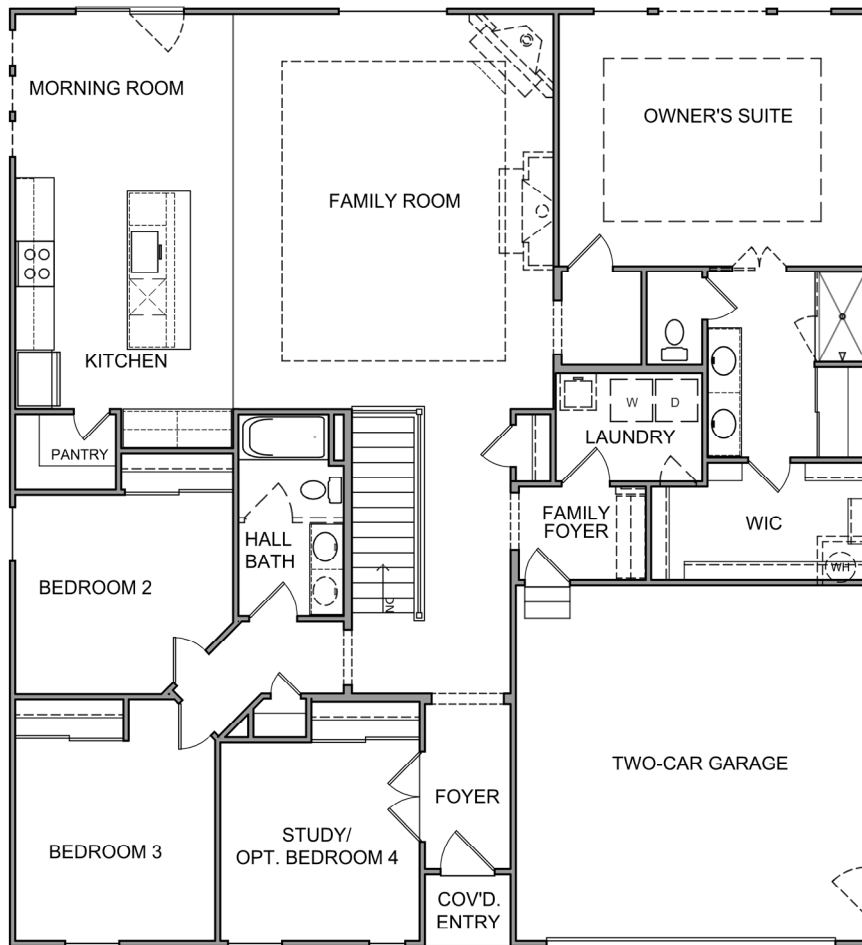 MORNING ROOM
OWNER'S SUITE
FAMILY ROOM
KITCHEN
W
D
PANTRY
LAUNDRY
HALL
BATH
FAMILY
FOYER
WIC
WH
BEDROOM 2
DN
TWO-CAR GARAGE
FOYER
STUDY/
OPT. BEDROOM 4
BEDROOM 3
COV'D.
ENTRY